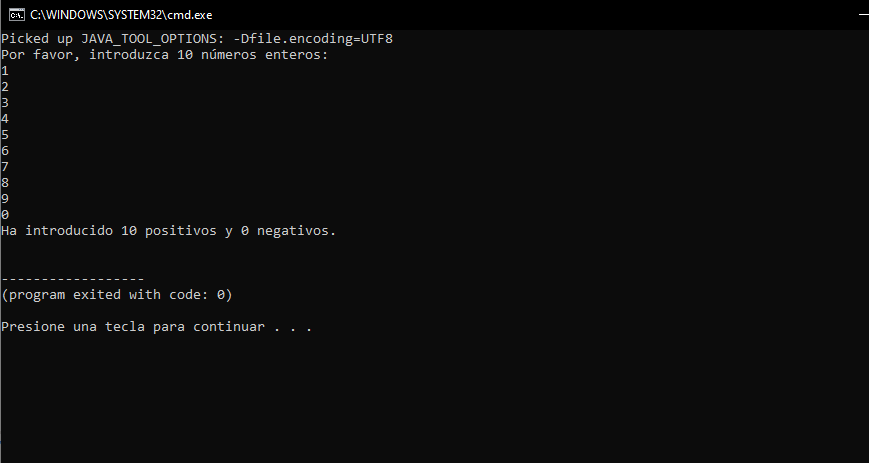 C:\WINDOWS\SYSTEM32\cmd.exe
Picked up JAVA_TOOL_OPTIONS: -Dfile.encoding=UTF8
Por favor, introduzca 10 números enteros:
1
2
3
4
5
6
7
8
9
0
Ha introducido 10 positivos y 0 negativos.
------------------
(program exited with code: 0)
Presione una tecla para continuar . . .